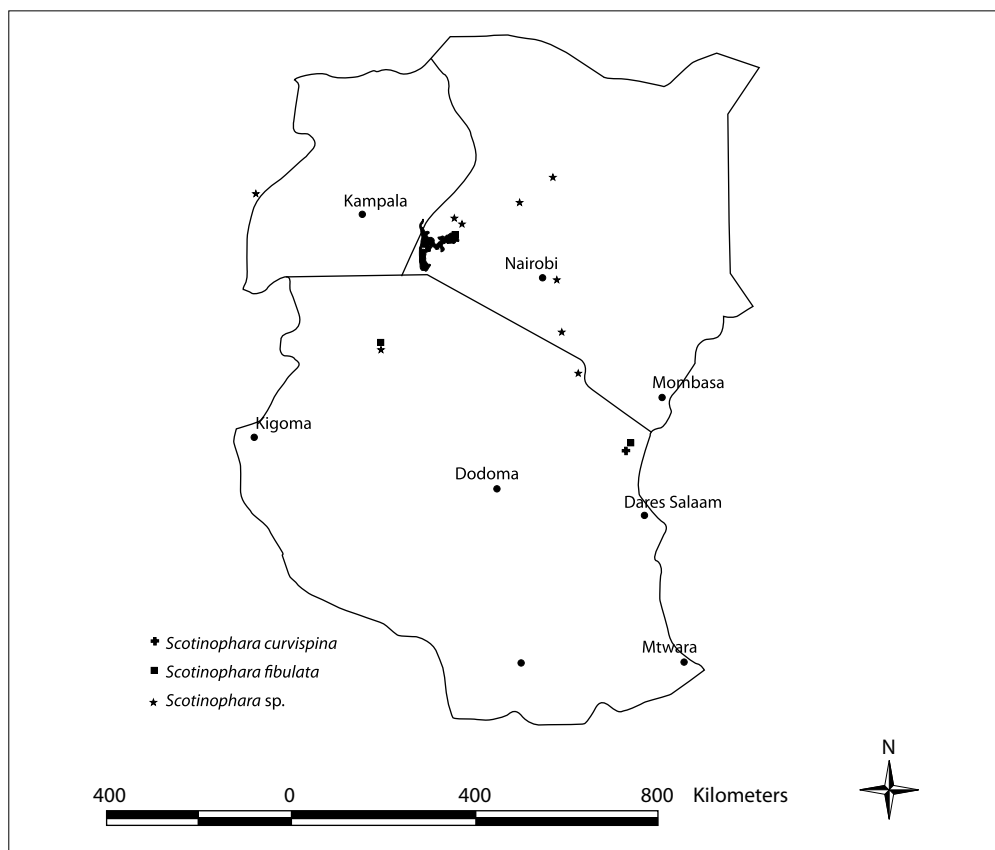 Kampala
Nairobi
Mombasa
Kigoma
Dodoma
Dares Salaam
Mtwara
Scotinophara curvispina
Scotinophara fibulata
Scotinophara sp.
N
400 0 400 800 Kilometers